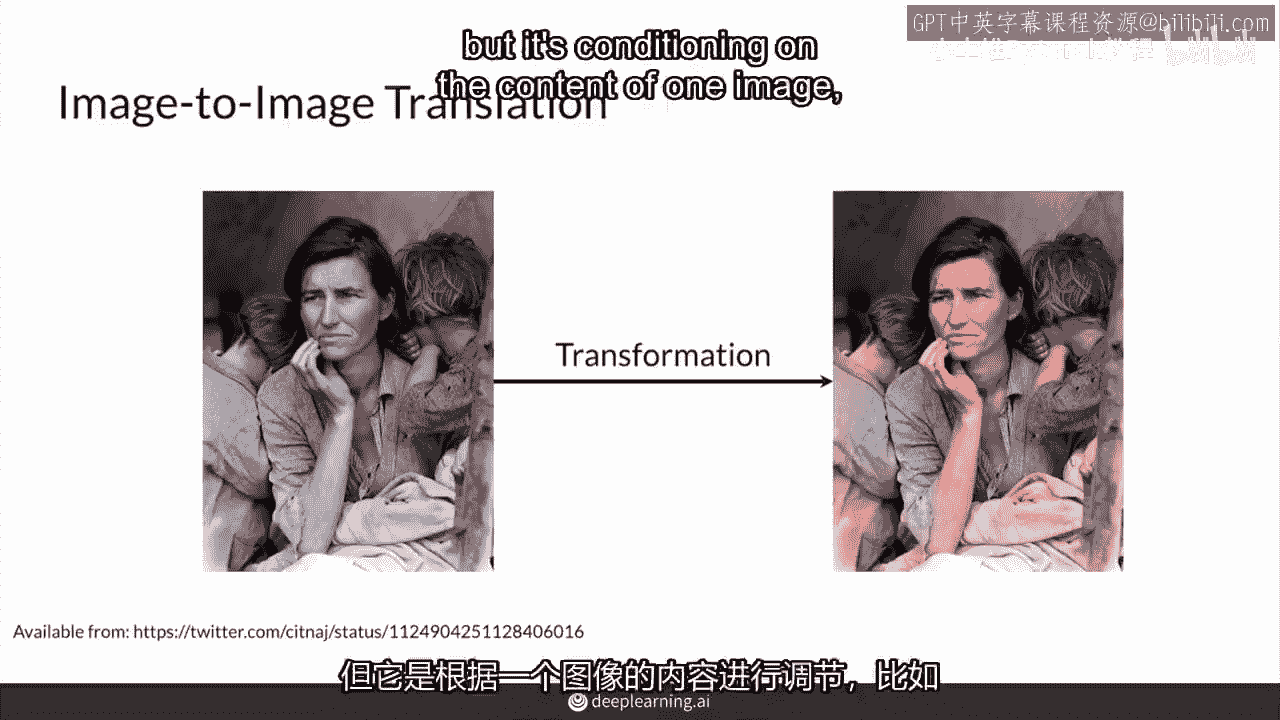 GPT中英字幕课程资源@bilibili.com
but it's conditioning on
the content of one image,
Image-to-Image Translation
Transformation
Available from: https://twitter.com/citnaj/status/1124904251128406016
但它是根据一个图像的内容进行调节，比如
deeplearning.ai